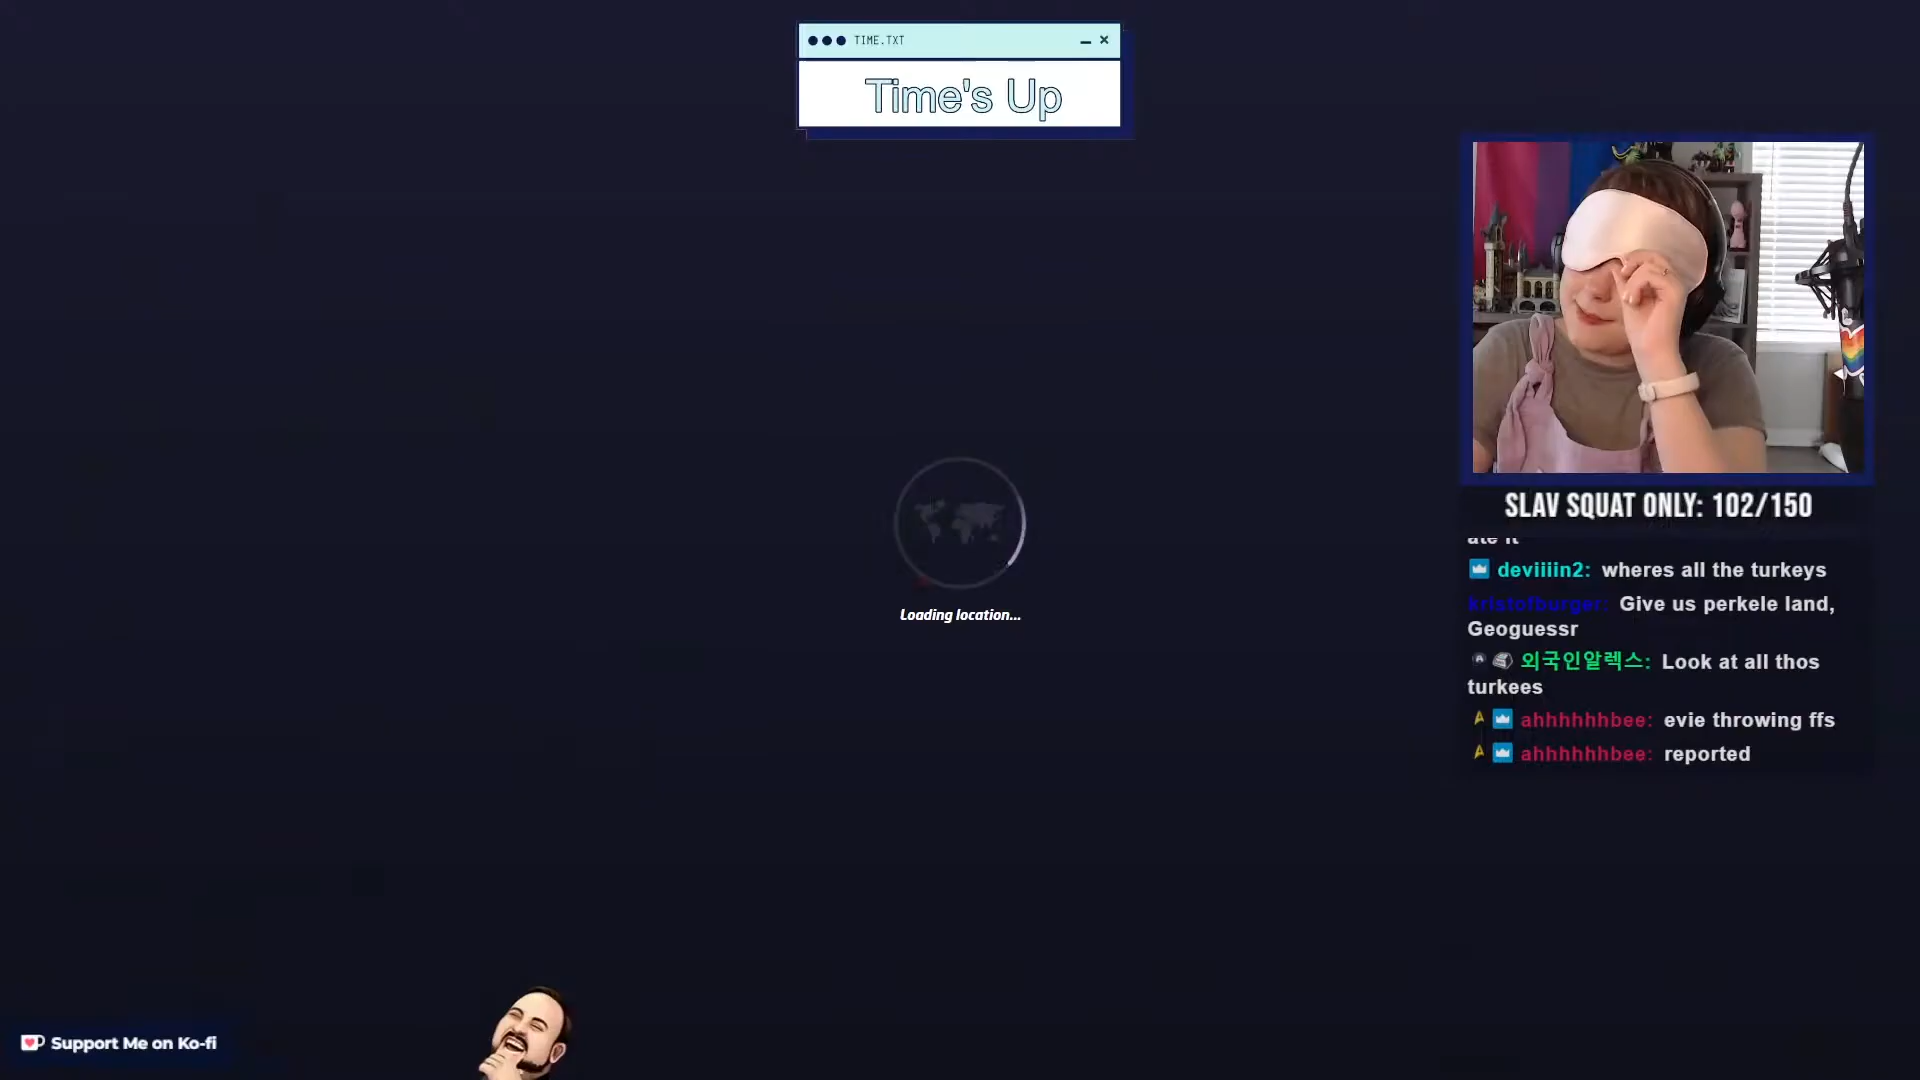 TIME.TXT
Time's Up
Loading location...
SLAV SQUAT ONLY: 102/150
ate it
deviiiin2: wheres all the turkeys
kristofburger: Give us perkele land,
Geoguessr
외국인알렉스: Look at all thos
turkees
ahhhhhhbee: evie throwing ffs
ahhhhhhbee: reported
Support Me on Ko-fi